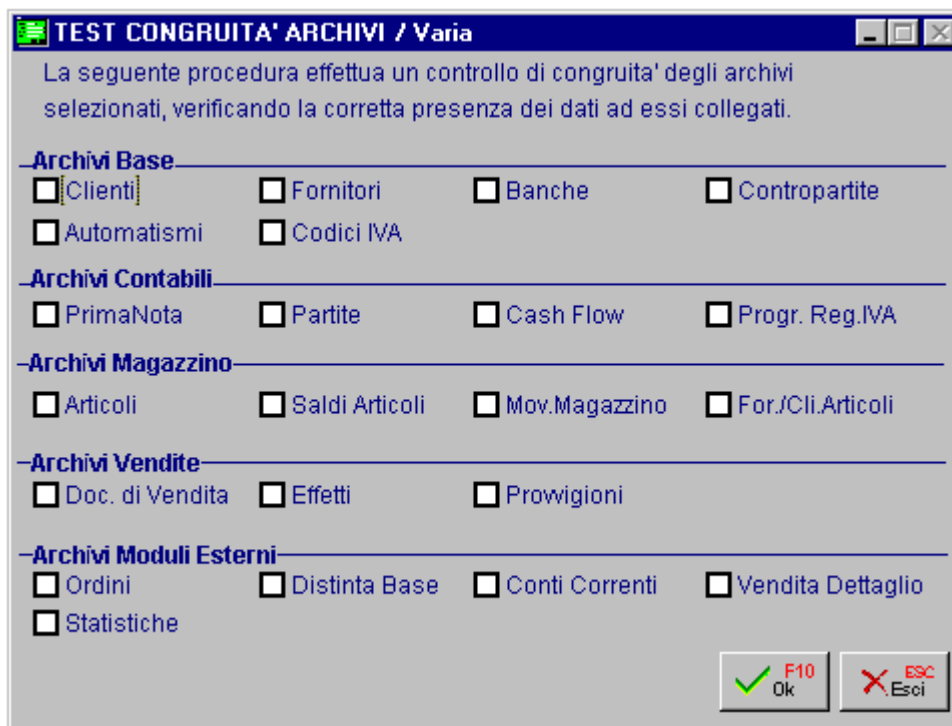 TEST CONGRUITA' ARCHIVI / Varia
La seguente procedura effettua un controllo di congruita' degli archivi
selezionati, verificando la corretta presenza dei dati ad essi collegati.
Archivi Base
Clienti Fornitori Banche Contropartite
Automatismi Codici IVA
Archivi Contabili
PrimaNota Partite Cash Flow Progr. Reg.IVA
Archivi Magazzino
Articoli Saldi Articoli Mov.Magazzino For./Cli.Articoli
Archivi Vendite
Doc. di Vendita Effetti Provvigioni
Archivi Moduli Esterni
Ordini Distinta Base Conti Correnti Vendita Dettaglio
Statistiche
F10 ESC
Ok Esci